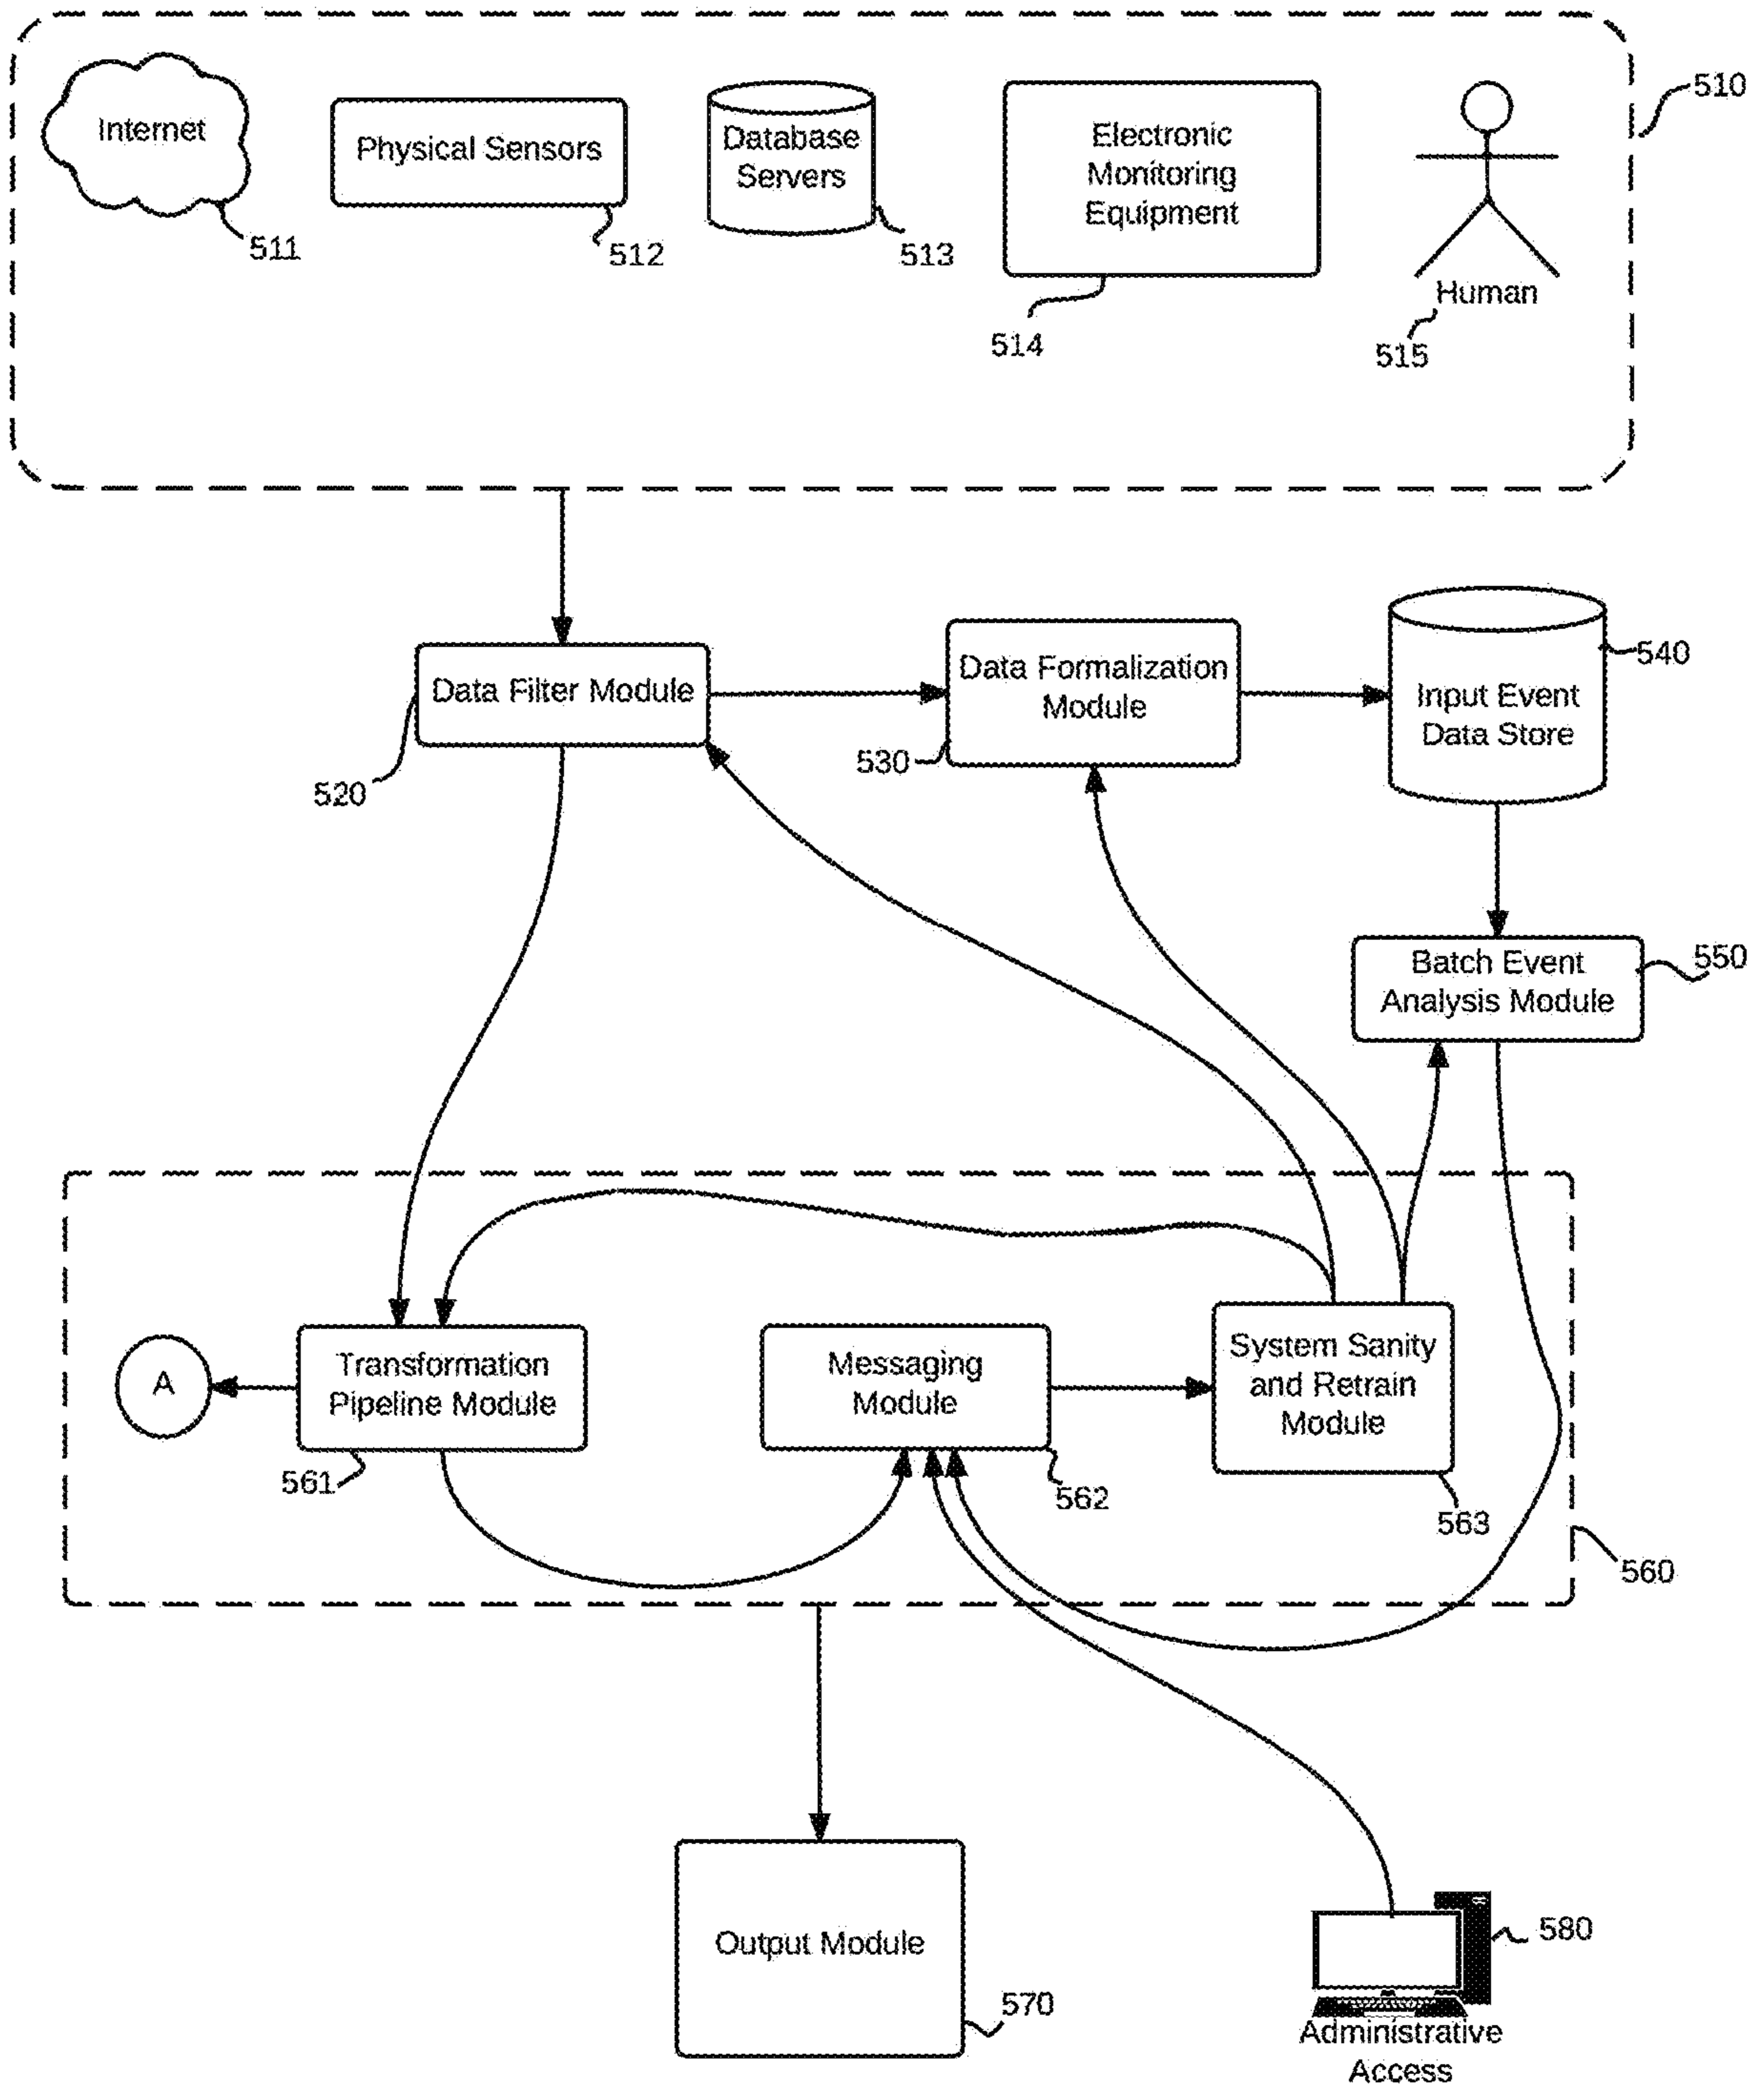 510
Internet
511
Physical Sensors
512
Database
Servers
513
Electronic
Monitoring
Equipment
514
Human
515
Data Filter Module
520
Data Formalization
Module
530
Input Event
Data Store
540
Batch Event
Analysis Module
550
A
Transformation
Pipeline Module
561
Messaging
Module
562
System Sanity
and Retrain
Module
563
560
Output Module
570
580
Administrative
Access